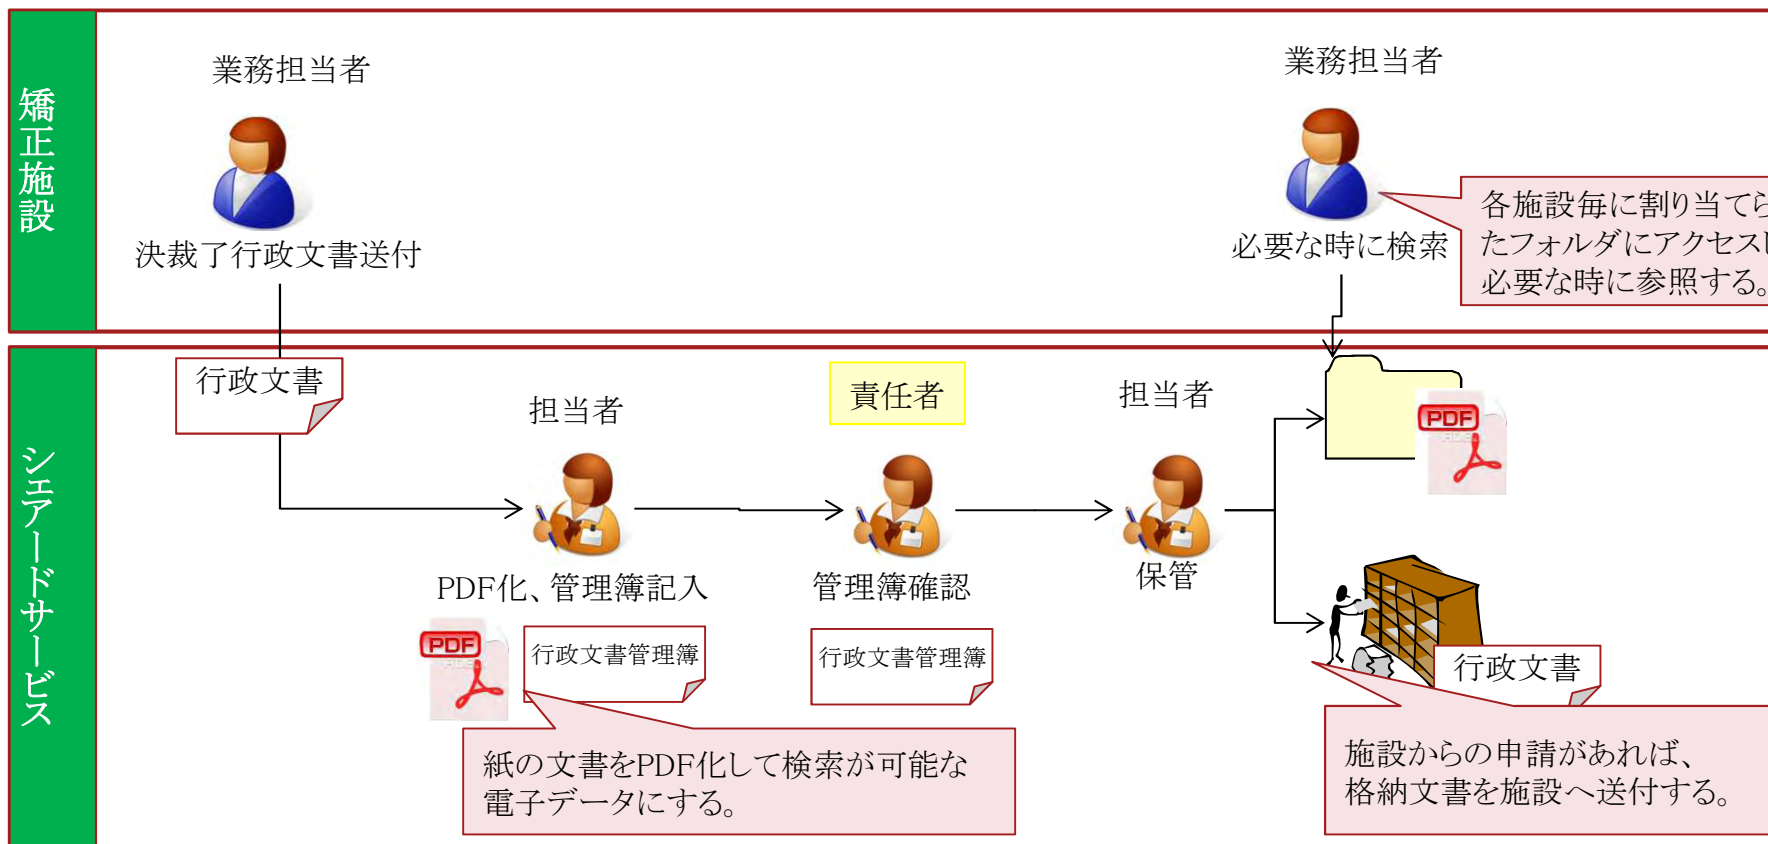 矯正施設
業務担当者
決裁了行政文書送付
業務担当者
必要な時に検索
各施設毎に割り当てら
たフォルダにアクセスし
必要な時に参照する。
シェアードサービス
行政文書
担当者
PDF化、管理簿記入
PDF
行政文書管理簿
紙の文書をPDF化して検索が可能な
電子データにする。
責任者
管理簿確認
行政文書管理簿
担当者
保管
PDF
行政文書
施設からの申請があれば、
格納文書を施設へ送付する。